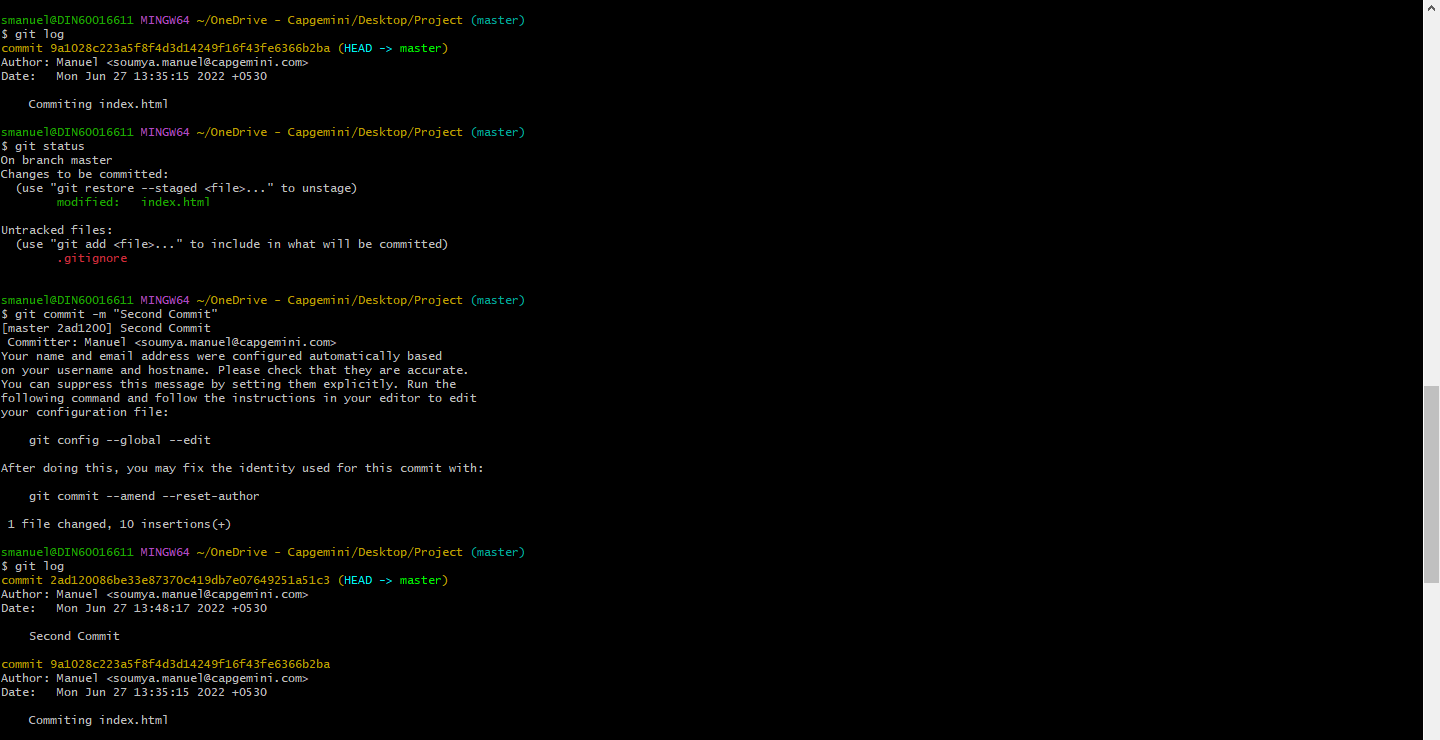 smanuel@DIN60016611 MINGW64 ~/OneDrive - Capgemini/Desktop/Project (master)
$ git log
commit 9a1028c223a5f8f4d3d14249f16f43fe6366b2ba (HEAD -> master)
Author: Manuel <soumya.manuel@capgemini.com>
Date:   Mon Jun 27 13:35:15 2022 +0530

    Commiting index.html

smanuel@DIN60016611 MINGW64 ~/OneDrive - Capgemini/Desktop/Project (master)
$ git status
On branch master
Changes to be committed:
  (use "git restore --staged <file>..." to unstage)
        modified:   index.html

Untracked files:
  (use "git add <file>..." to include in what will be committed)
        .gitignore


smanuel@DIN60016611 MINGW64 ~/OneDrive - Capgemini/Desktop/Project (master)
$ git commit -m "Second Commit"
[master 2ad1200] Second Commit
 Committer: Manuel <soumya.manuel@capgemini.com>
Your name and email address were configured automatically based
on your username and hostname. Please check that they are accurate.
You can suppress this message by setting them explicitly. Run the
following command and follow the instructions in your editor to edit
your configuration file:

    git config --global --edit

After doing this, you may fix the identity used for this commit with:

    git commit --amend --reset-author

 1 file changed, 10 insertions(+)

smanuel@DIN60016611 MINGW64 ~/OneDrive - Capgemini/Desktop/Project (master)
$ git log
commit 2ad120086be33e87370c419db7e07649251a51c3 (HEAD -> master)
Author: Manuel <soumya.manuel@capgemini.com>
Date:   Mon Jun 27 13:48:17 2022 +0530

    Second Commit

commit 9a1028c223a5f8f4d3d14249f16f43fe6366b2ba
Author: Manuel <soumya.manuel@capgemini.com>
Date:   Mon Jun 27 13:35:15 2022 +0530

    Commiting index.html